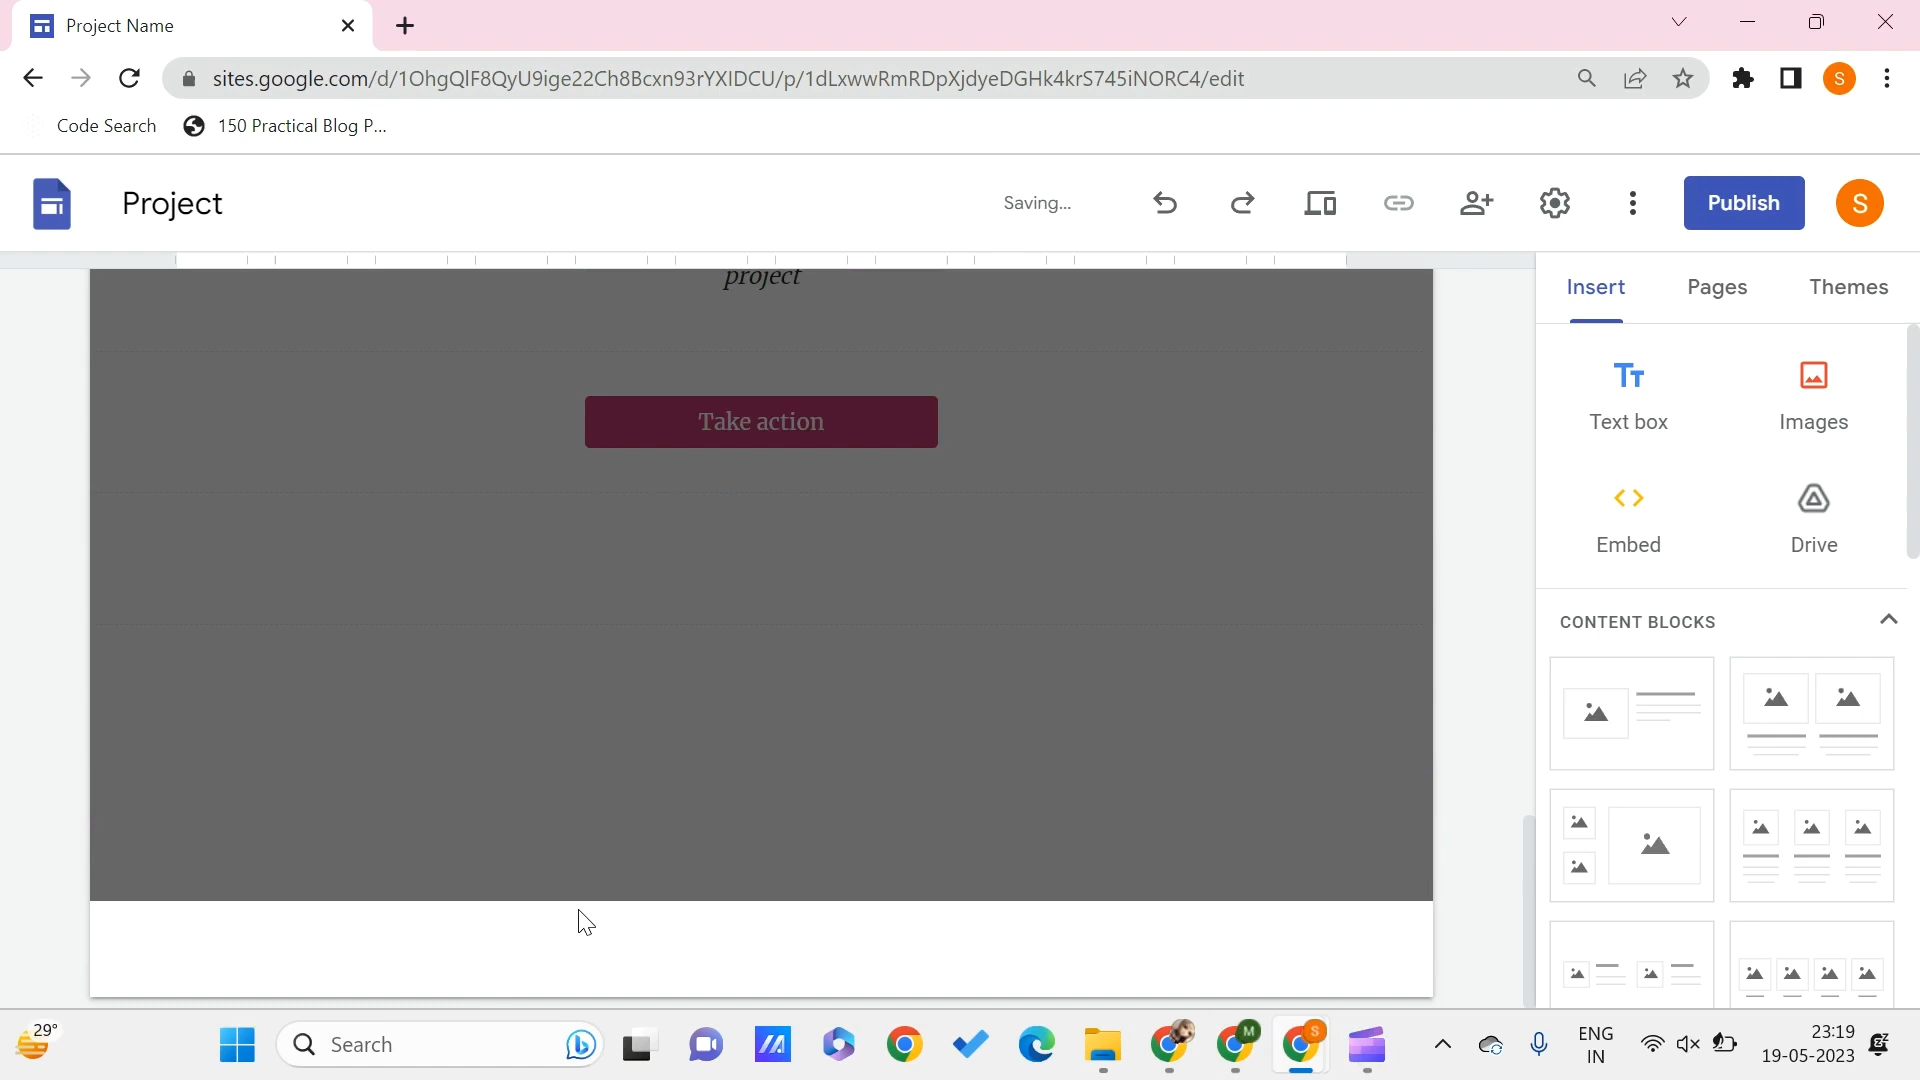 Project Name
sites.google.com/d/1OhgQlF8QyU9ige22Ch8Bcxn93rYXIDCU/p/1dLxwwRmRDpXjdyeDGHk4krS745iNORC4/edit
S
Code Search
150 Practical Blog P...
Project
Saving...
Publish
S
Insert
Pages
Themes
project
Take action
Text box
Images
Embed
Drive
CONTENT BLOCKS
29°
Search
M
S
ENG
IN
23:19
19-05-2023